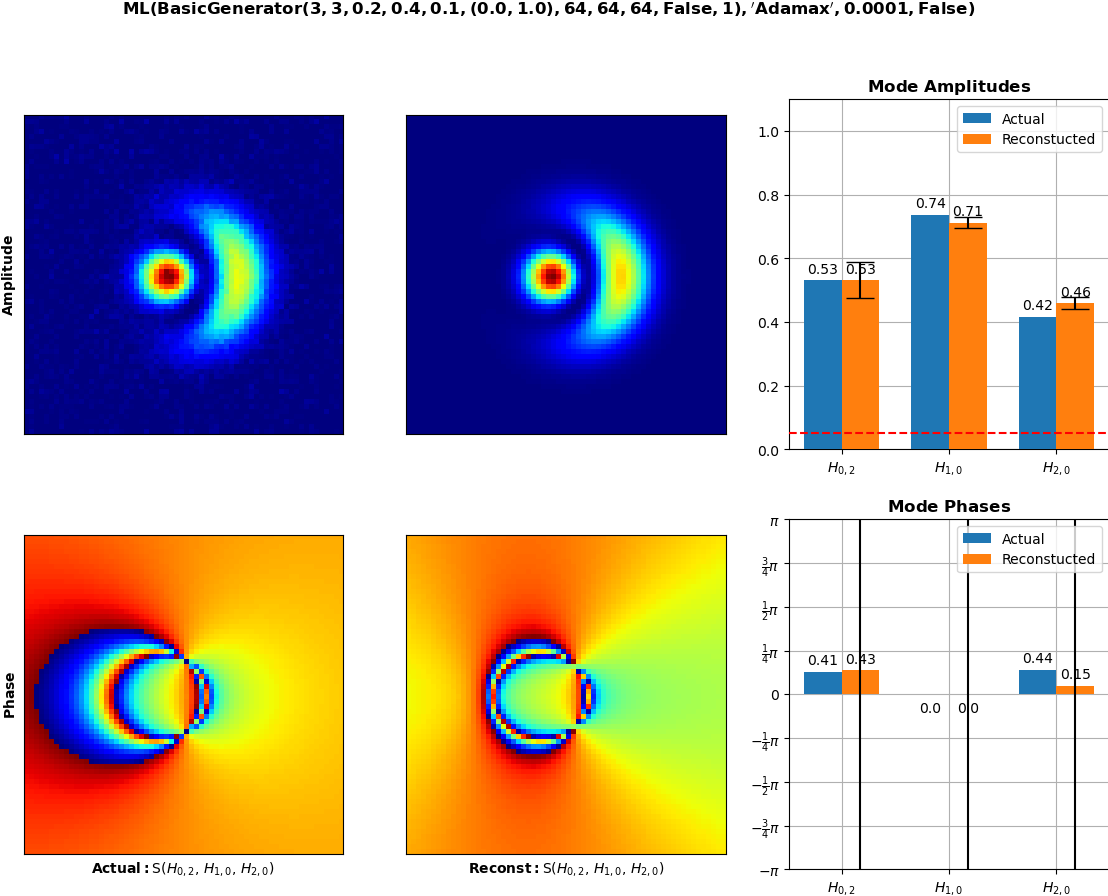 ML(BasicGenerator(3, 3, 0.2, 0.4, 0.1, (0.0, 1.0), 64, 64, 64, False, 1), ′Adamax′, 0.0001, False)
Amplitude
Mode Amplitudes
Actual
Reconstucted
1.0
0.8
0.6
0.4
0.2
0.0
0.53 0.53
0.74 0.71
0.42 0.46
H₀,₂ H₁,₀ H₂,₀
Phase
Actual: S(H₀,₂, H₁,₀, H₂,₀)
Reconst: S(H₀,₂, H₁,₀, H₂,₀)
Mode Phases
Actual
Reconstucted
π
3/4π
1/2π
1/4π
0
−1/4π
−1/2π
−3/4π
−π
0.41 0.43
0.0 0.0
0.44 0.15
H₀,₂ H₁,₀ H₂,₀